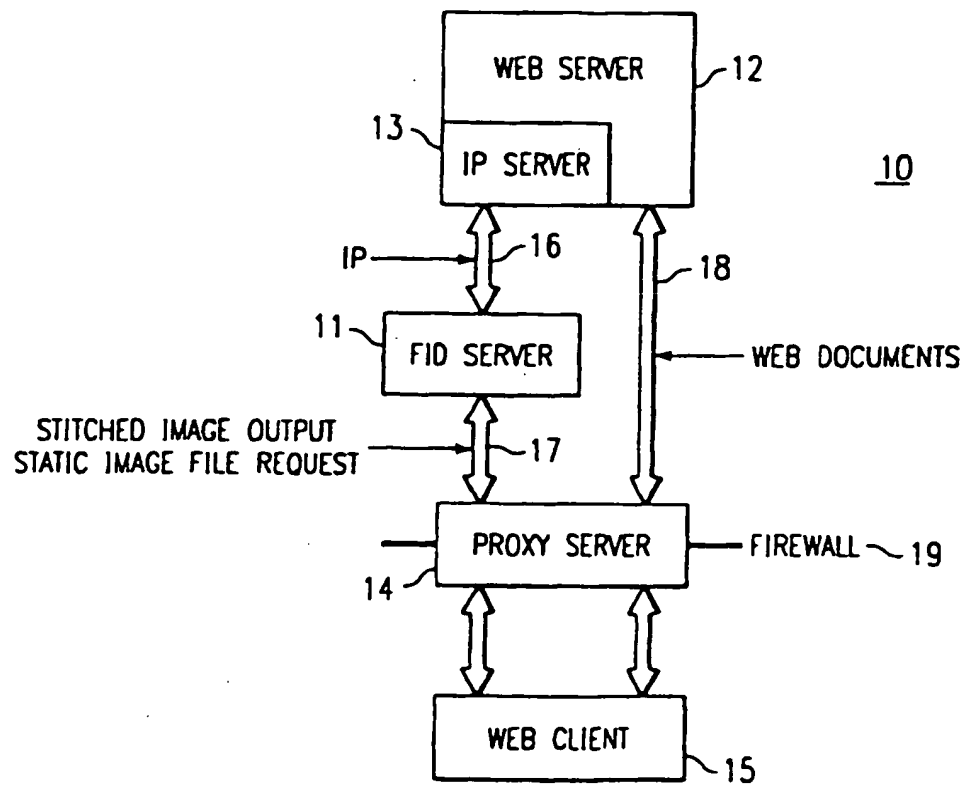 WEB SERVER
12
13
IP SERVER
10
IP
16
18
11
FID SERVER
WEB DOCUMENTS
STITCHED IMAGE OUTPUT
STATIC IMAGE FILE REQUEST
17
PROXY SERVER
FIREWALL
19
14
WEB CLIENT
15